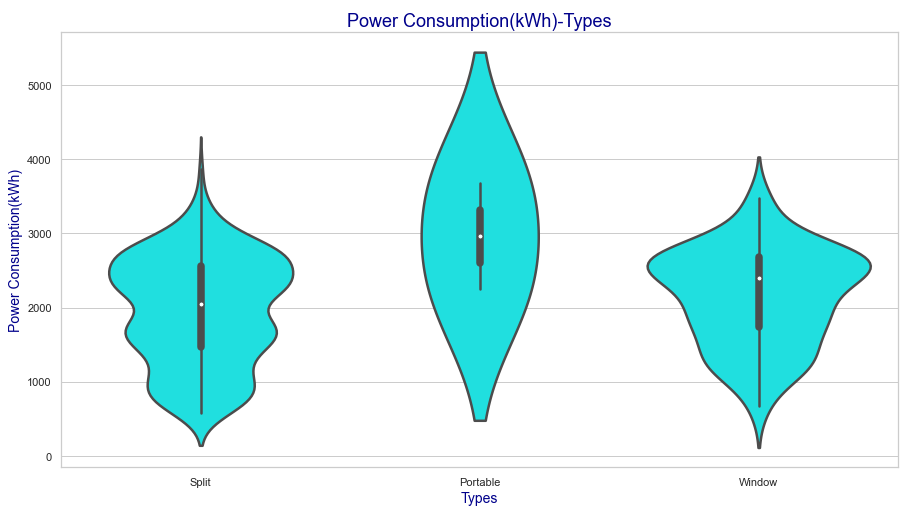 Power Consumption(kWh)-Types
Power Consumption(kWh)
5000
4000
3000
2000
1000
0
Split
Portable
Window
Types